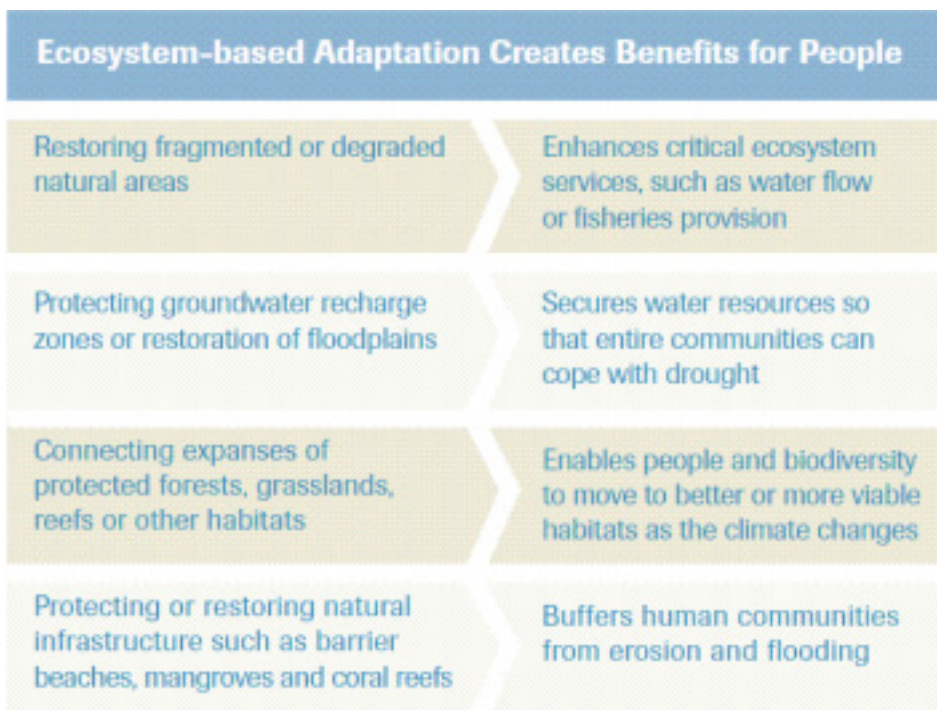 Ecosystem-based Adaptation Creates Benefits for People
Restoring fragmented or degraded
natural areas
Enhances critical ecosystem
services, such as water flow
or fisheries provision
Protecting groundwater recharge
zones or restoration of floodplains
Secures water resources so
that entire communities can
cope with drought
Connecting expanses of
protected forests, grasslands,
reefs or other habitats
Enables people and biodiversity
to move to better or more viable
habitats as the climate changes
Protecting or restoring natural
infrastructure such as barrier
beaches, mangroves and coral reefs
Buffers human communities
from erosion and flooding